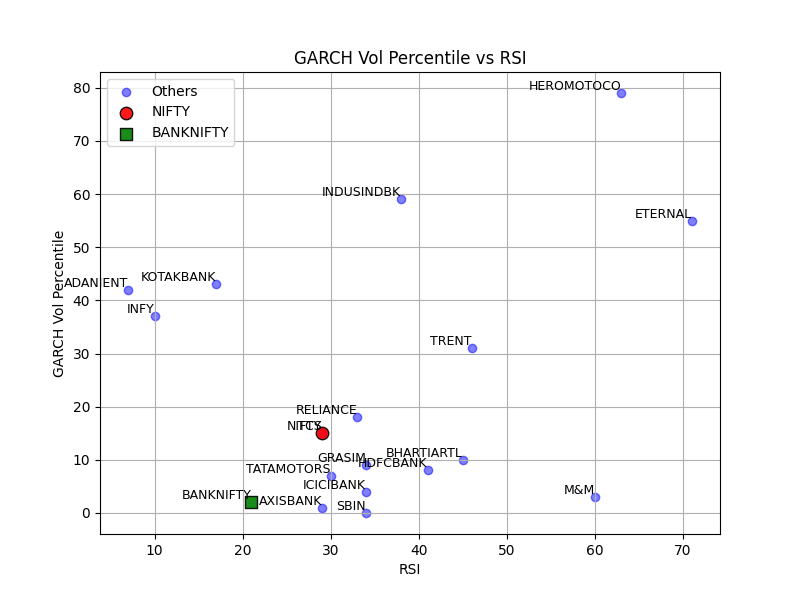 GARCH Vol Percentile vs RSI
Others
NIFTY
BANKNIFTY
HEROMOTOCO
INDUSINDBK
ETERNAL
ADANIENT
KOTAKBANK
INFY
TRENT
RELIANCE
NIFTY
TCS
GRASIM
BHARTIARTL
HDFCBANK
TATAMOTORS
ICICIBANK
M&M
BANKNIFTY
AXISBANK
SBIN
80
70
60
50
40
30
20
10
0
GARCH Vol Percentile
10
20
30
40
50
60
70
RSI